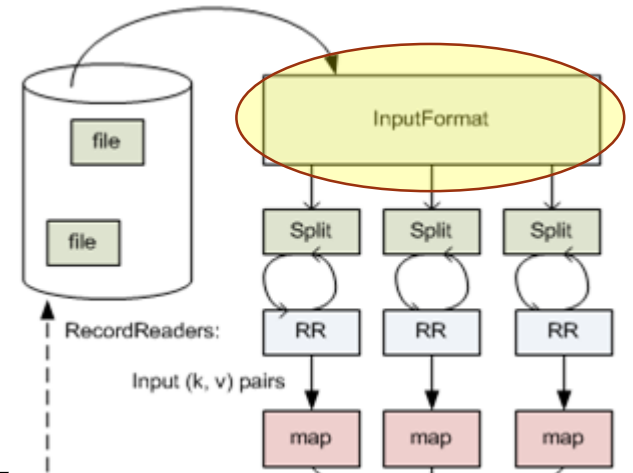 file
file
InputFormat
Split
Split
Split
RecordReaders:
RR
RR
RR
Input (k, v) pairs
map
map
map